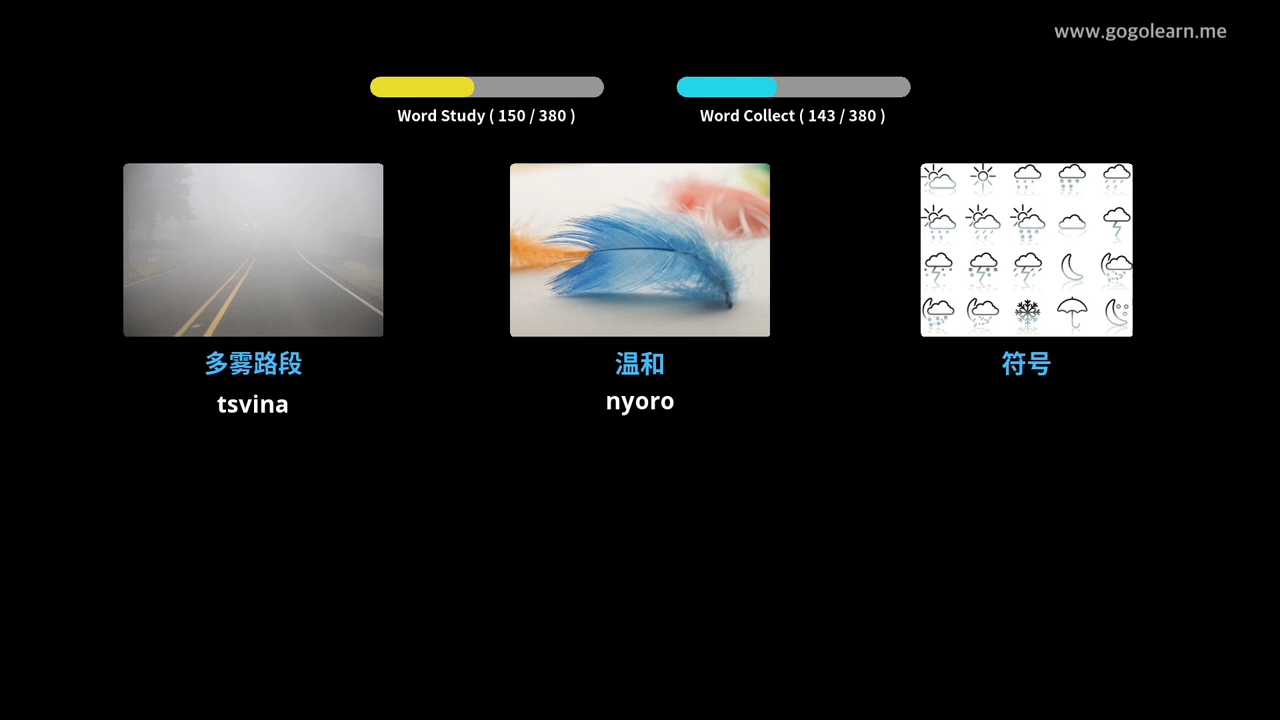 www.gogolearn.me
Word Study ( 150 / 380 )
Word Collect ( 143 / 380 )
多雾路段
温和
符号
tsvina
nyoro